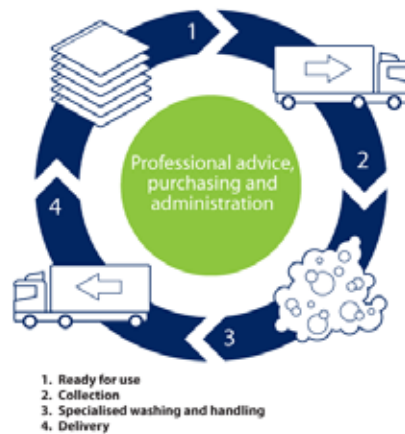 1
Professional advice,
purchasing and
administration
2
4
3
1. Ready for use
2. Collection
3. Specialised washing and handling
4. Delivery